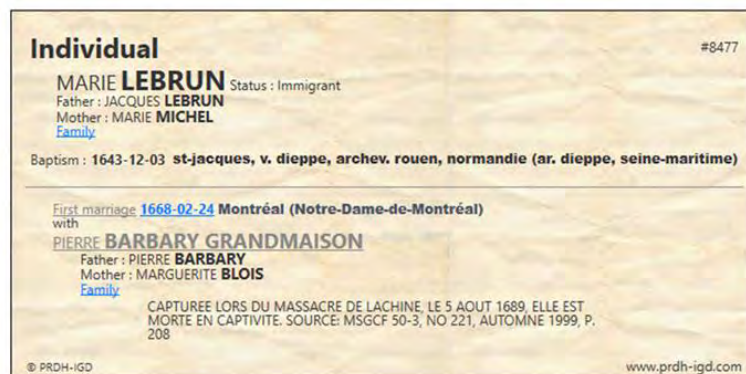 Individual #8477
MARIE LEBRUN Status : Immigrant
Father : JACQUES LEBRUN
Mother : MARIE MICHEL
Family
Baptism : 1643-12-03 st-jacques, v. dieppe, archev. rouen, normandie (ar. dieppe, seine-maritime)
First marriage 1668-02-24 Montréal (Notre-Dame-de-Montréal)
with
PIERRE BARBARY GRANDMAISON
Father : PIERRE BARBARY
Mother : MARGUERITE BLOIS
Family
CAPTUREE LORS DU MASSACRE DE LACHINE, LE 5 AOUT 1689, ELLE EST
MORTE EN CAPTIVITE. SOURCE: MSGCF 50-3, NO 221, AUTOMNE 1999, P.
208
© PRDH-IGD www.prdh-igd.com